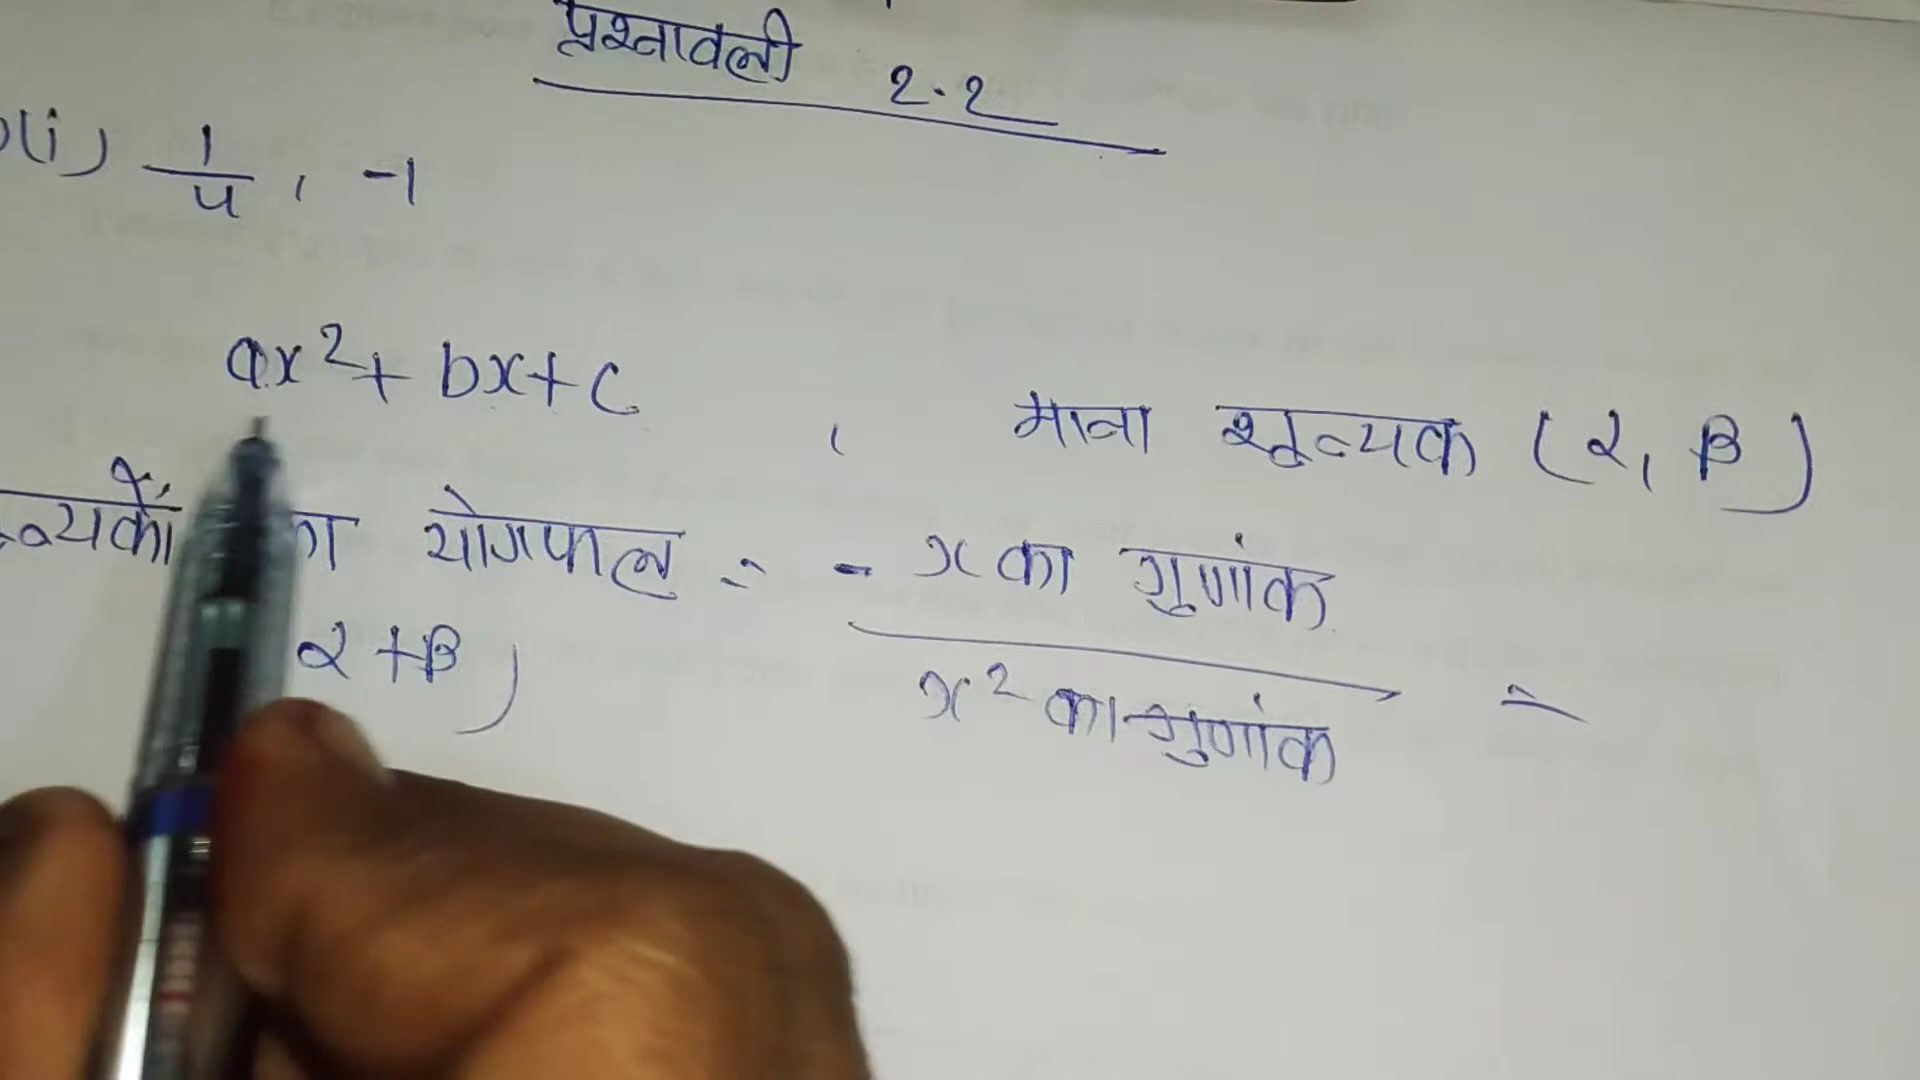 प्रश्नावली 2.2
(i) 1/4, -1
ax²+ bx+c , माना शून्यक (α, β)
का योगफल = - x का गुणांक / x² का गुणांक =
α+β)